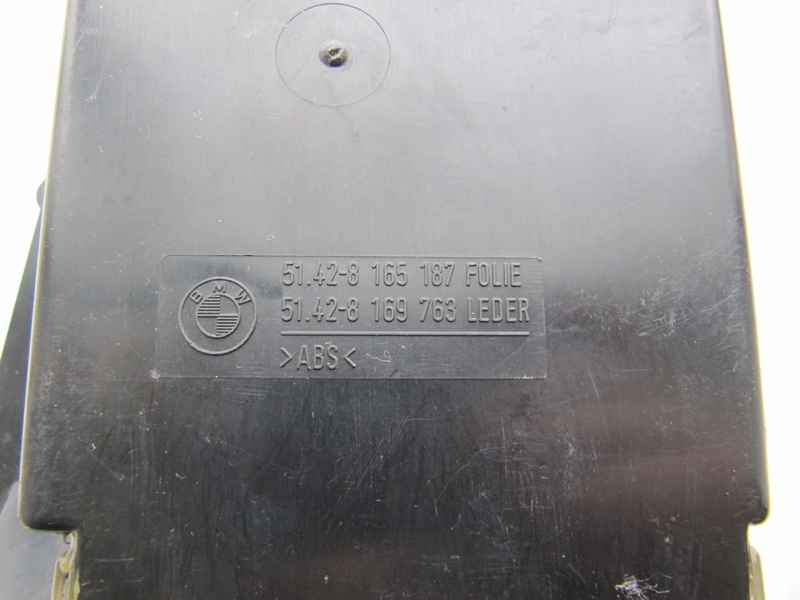 BMW
51.42-8 165 187 FOLIE
51.42-8 169 763 LEDER
>ABS<